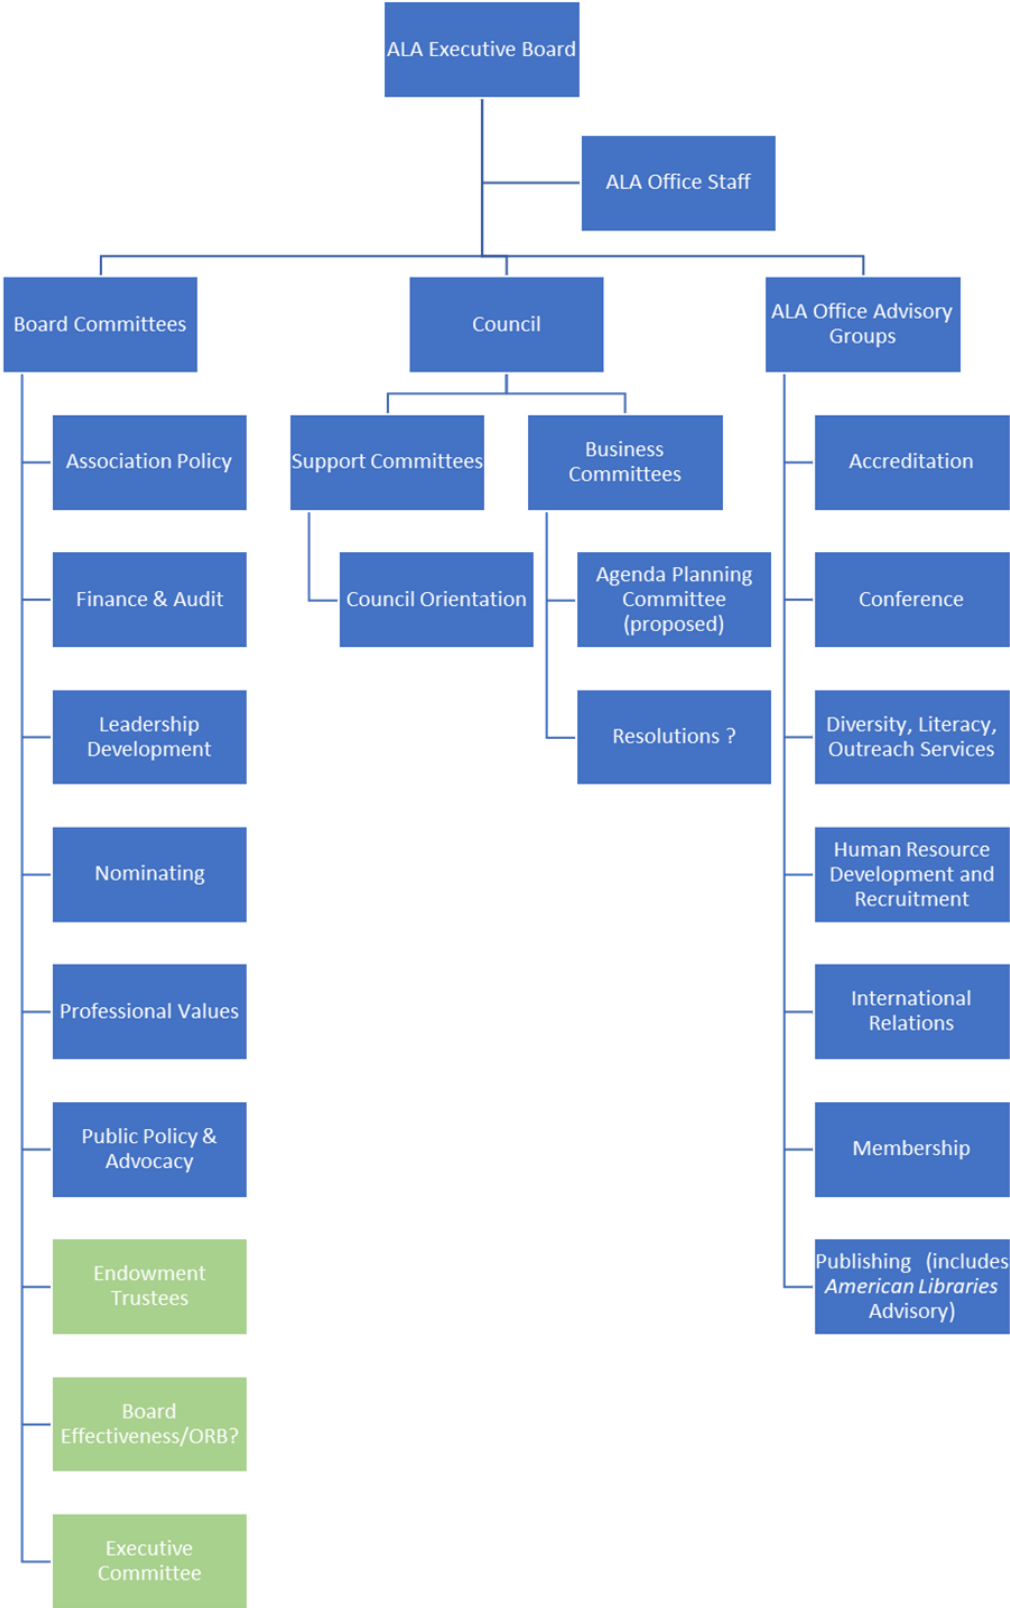 ALA Executive Board
ALA Office Staff
Board Committees
Council
ALA Office Advisory
Groups
Association Policy
Finance & Audit
Leadership
Development
Nominating
Professional Values
Public Policy &
Advocacy
Endowment
Trustees
Board
Effectiveness/ORB?
Executive
Committee
Support Committees
Council Orientation
Business
Committees
Agenda Planning
Committee
(proposed)
Resolutions ?
Accreditation
Conference
Diversity, Literacy,
Outreach Services
Human Resource
Development and
Recruitment
International
Relations
Membership
Publishing (includes
American Libraries
Advisory)